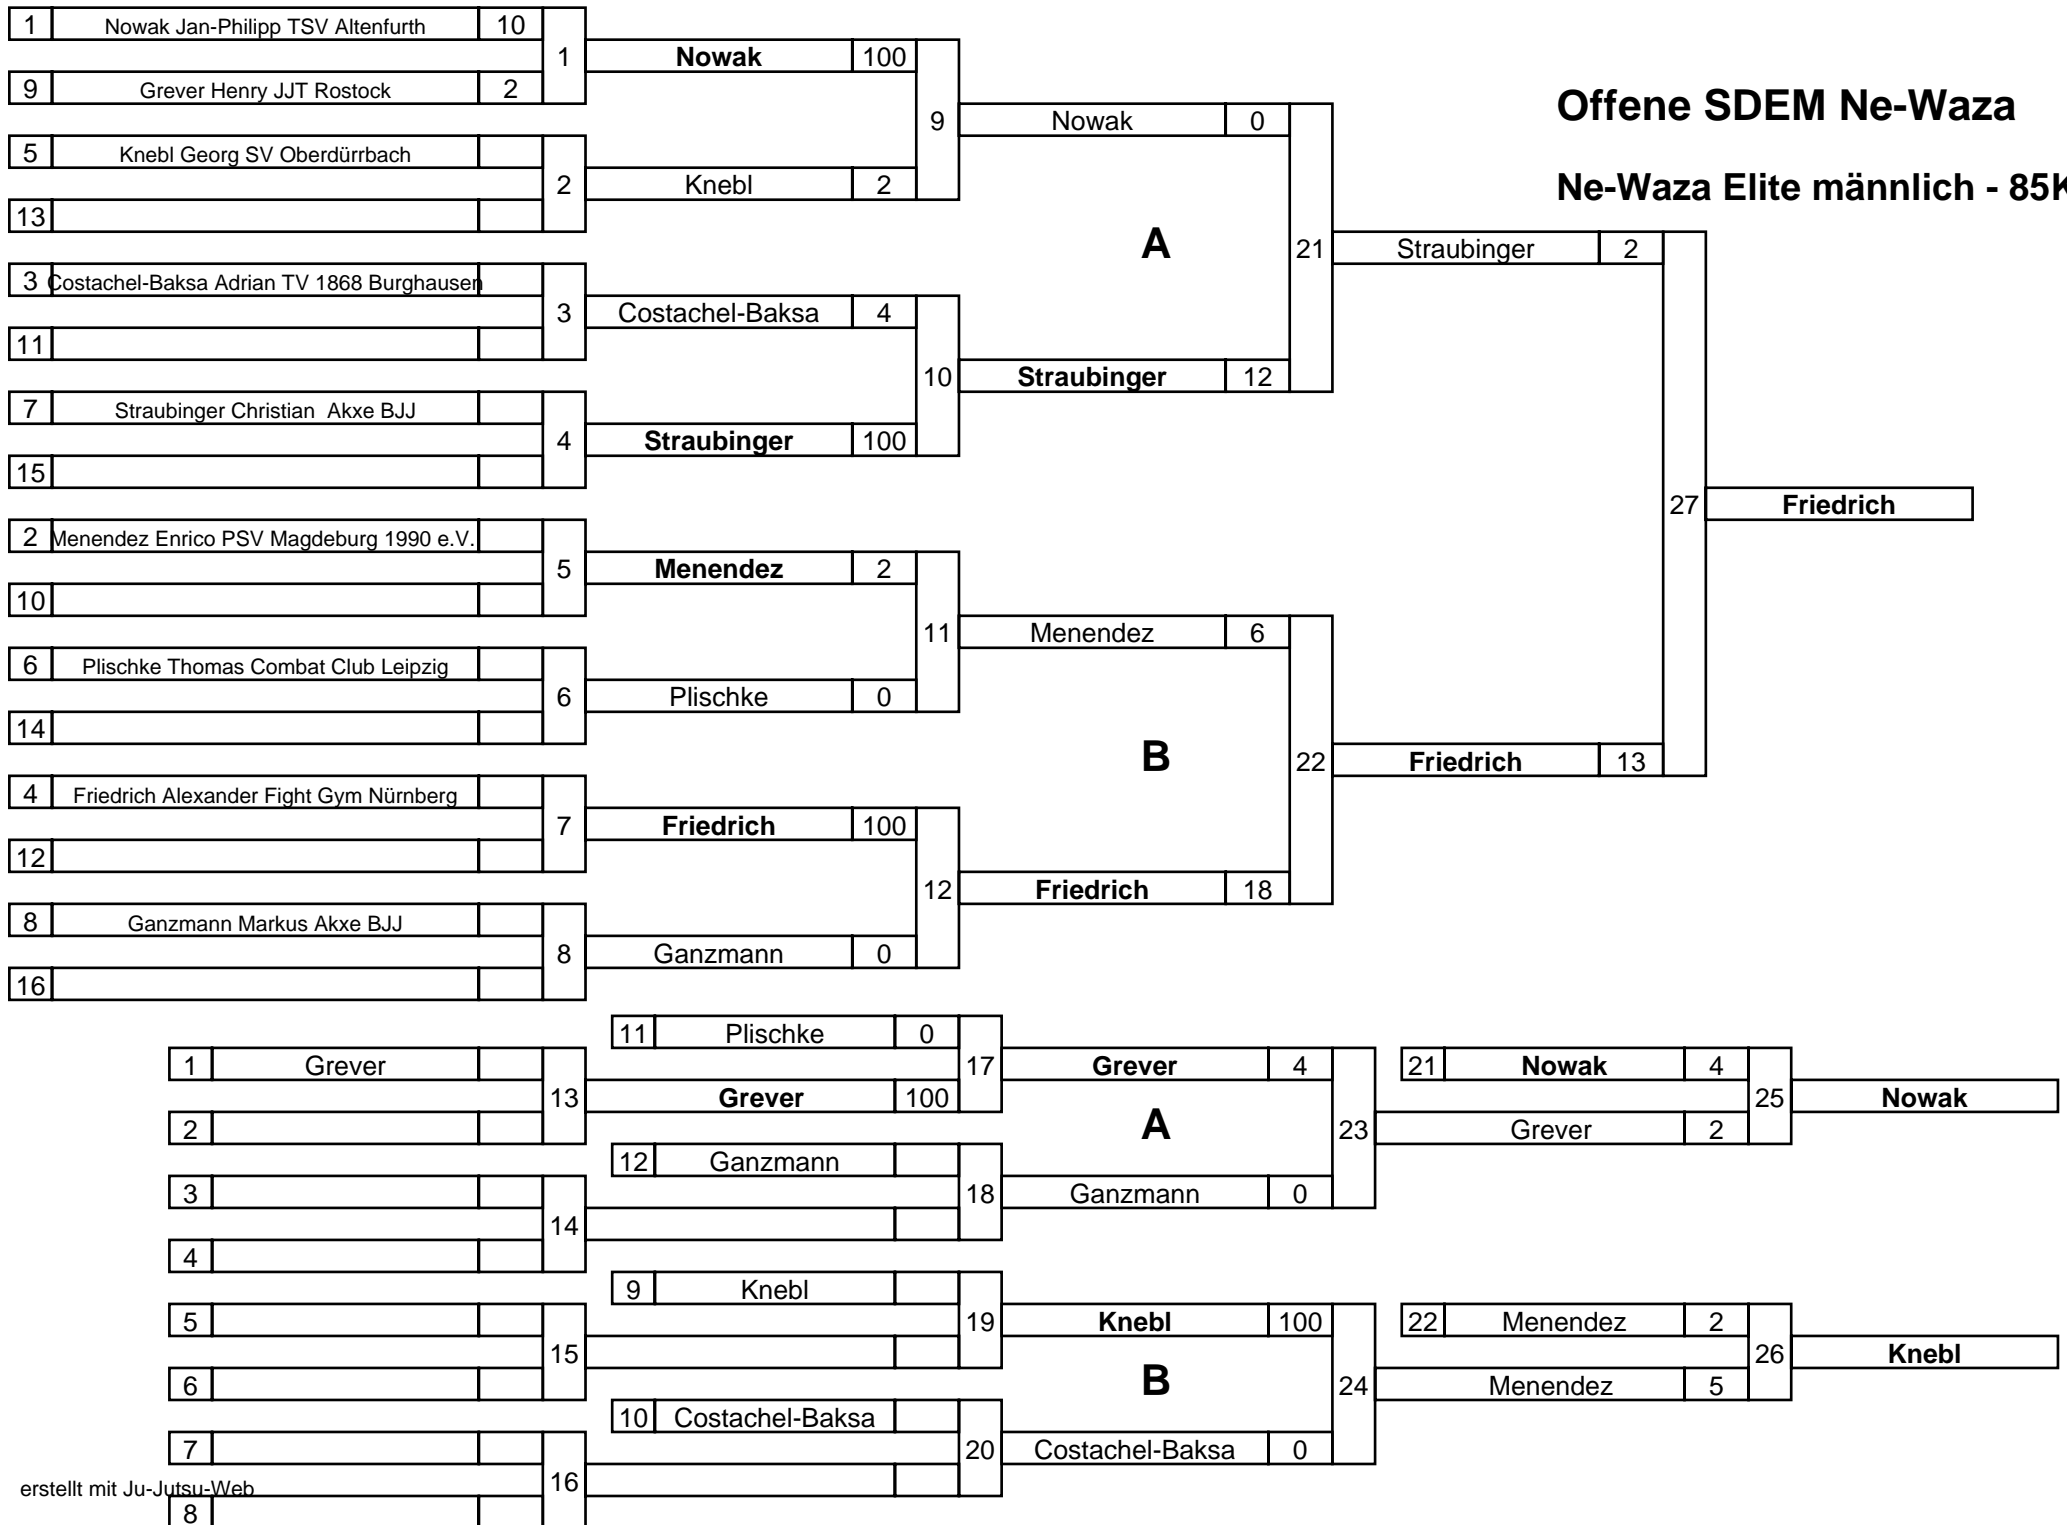 Offene SDEM Ne-Waza
Ne-Waza Elite männlich - 85K
1 Nowak Jan-Philipp TSV Altenfurth 10
9 Grever Henry JJT Rostock 2
1
5 Knebl Georg SV Oberdürrbach
13
2
3 Costachel-Baksa Adrian TV 1868 Burghausen
11
3
7 Straubinger Christian Akxe BJJ
15
4
2 Menendez Enrico PSV Magdeburg 1990 e.V.
10
5
6 Plischke Thomas Combat Club Leipzig
14
6
4 Friedrich Alexander Fight Gym Nürnberg
12
7
8 Ganzmann Markus Akxe BJJ
16
8
Nowak 100
Knebl 2
9
Costachel-Baksa 4
Straubinger 100
10
Menendez 2
Plischke 0
11
Friedrich 100
Ganzmann 0
12
Nowak 0
A
Straubinger 12
21
Menendez 6
B
Friedrich 18
22
Straubinger 2
Friedrich 13
27
Friedrich
1 Grever
2
13
3
4
14
5
6
15
7
8
16
11 Plischke 0
Grever 100
17
12 Ganzmann
18
9 Knebl
19
10 Costachel-Baksa
20
Grever 4
A
Ganzmann 0
23
Knebl 100
B
Costachel-Baksa 0
24
21 Nowak 4
Grever 2
25
Nowak
22 Menendez 2
Menendez 5
26
Knebl
erstellt mit Ju-Jutsu-Web